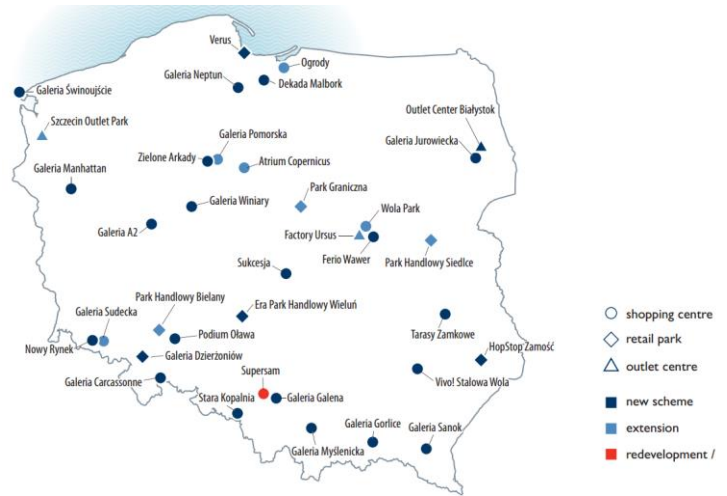 Verus
Ogrody
Galeria Neptun
Dekada Malbork
Galeria Świnoujście
Szczecin Outlet Park
Outlet Center Białystok
Galeria Jurowiecka
Galeria Pomorska
Zielone Arkady
Atrium Copernicus
Galeria Manhattan
Park Graniczna
Galeria Winiary
Wola Park
Galeria A2
Factory Ursus
Ferio Wawer
Park Handlowy Siedlce
Sukcesja
Park Handlowy Bielany
Era Park Handlowy Wieluń
Galeria Sudecka
Tarasy Zamkowe
Podium Oława
Nowy Rynek
HopStop Zamość
Galeria Dzierżoniów
Supersam
Galeria Carcassonne
Vivo! Stalowa Wola
Stara Kopalnia
Galeria Galena
Galeria Gorlice
Galeria Sanok
Galeria Myślenicka
shopping centre
retail park
outlet centre
new scheme
extension
redevelopment /